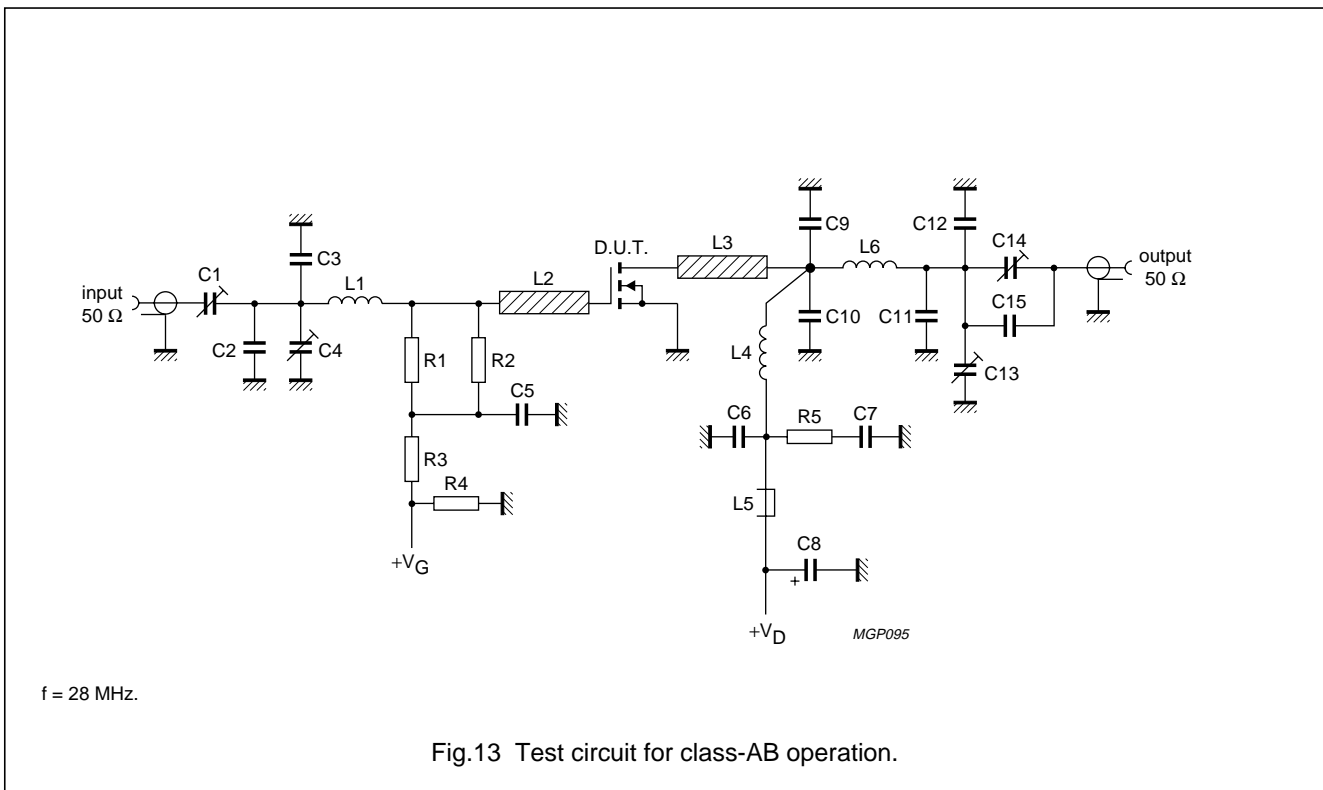 C9
C12
D.U.T.
L3
L6
C14
output
50 Ω
C3
C1
L1
input
50 Ω
L2
C2
C4
C10
C11
C15
R1
R2
L4
C13
C5
C6
R5
C7
R3
R4
L5
+VG
C8
+
+VD
MGP095
f = 28 MHz.
Fig.13 Test circuit for class-AB operation.